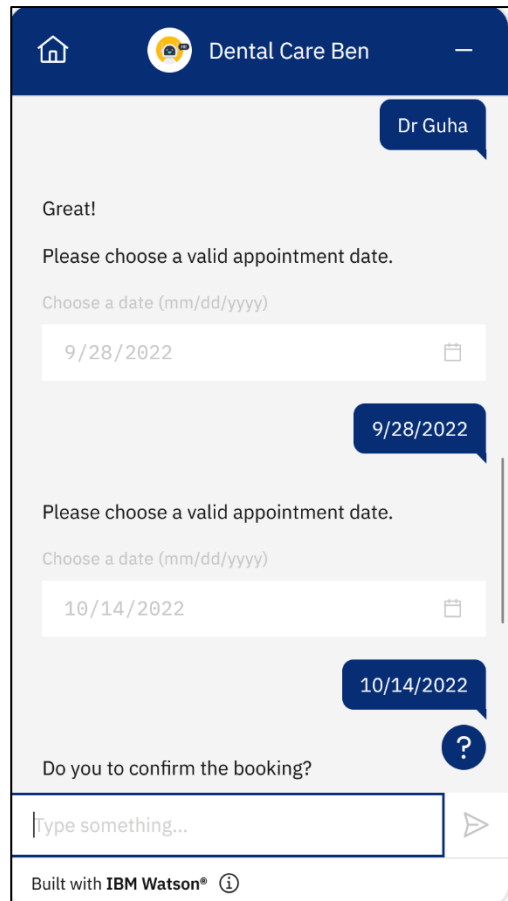 Dental Care Ben
Dr Guha
Great!
Please choose a valid appointment date.
Choose a date (mm/dd/yyyy)
9/28/2022
9/28/2022
Please choose a valid appointment date.
Choose a date (mm/dd/yyyy)
10/14/2022
10/14/2022
?
Do you to confirm the booking?
Type something...
Built with IBM Watson®